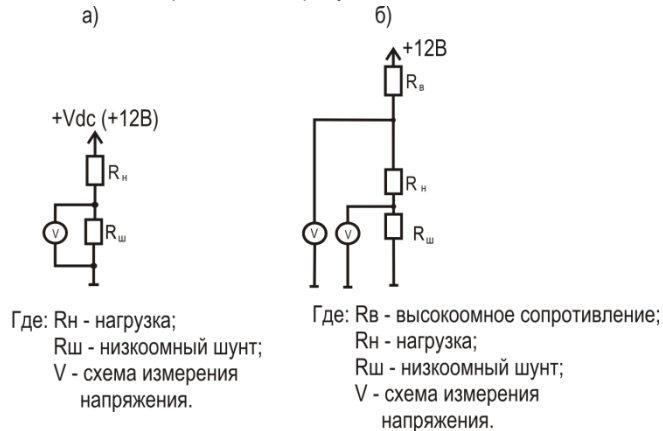 а)
б)
+Vdc (+12В)
Rн
V
Rш
+12В
Rв
Rн
V
V
Rш
Где: Rн - нагрузка;
Rш - низкоомный шунт;
V - схема измерения
напряжения.
Где: Rв - высокоомное сопротивление;
Rн - нагрузка;
Rш - низкоомный шунт;
V - схема измерения
напряжения.